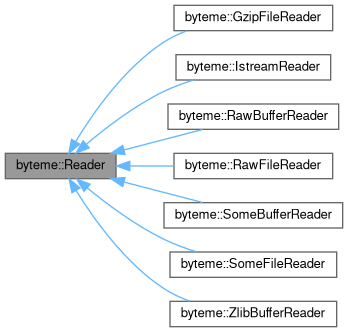 byteme::GzipFileReader
byteme::IstreamReader
byteme::RawBufferReader
byteme::Reader
byteme::RawFileReader
byteme::SomeBufferReader
byteme::SomeFileReader
byteme::ZlibBufferReader